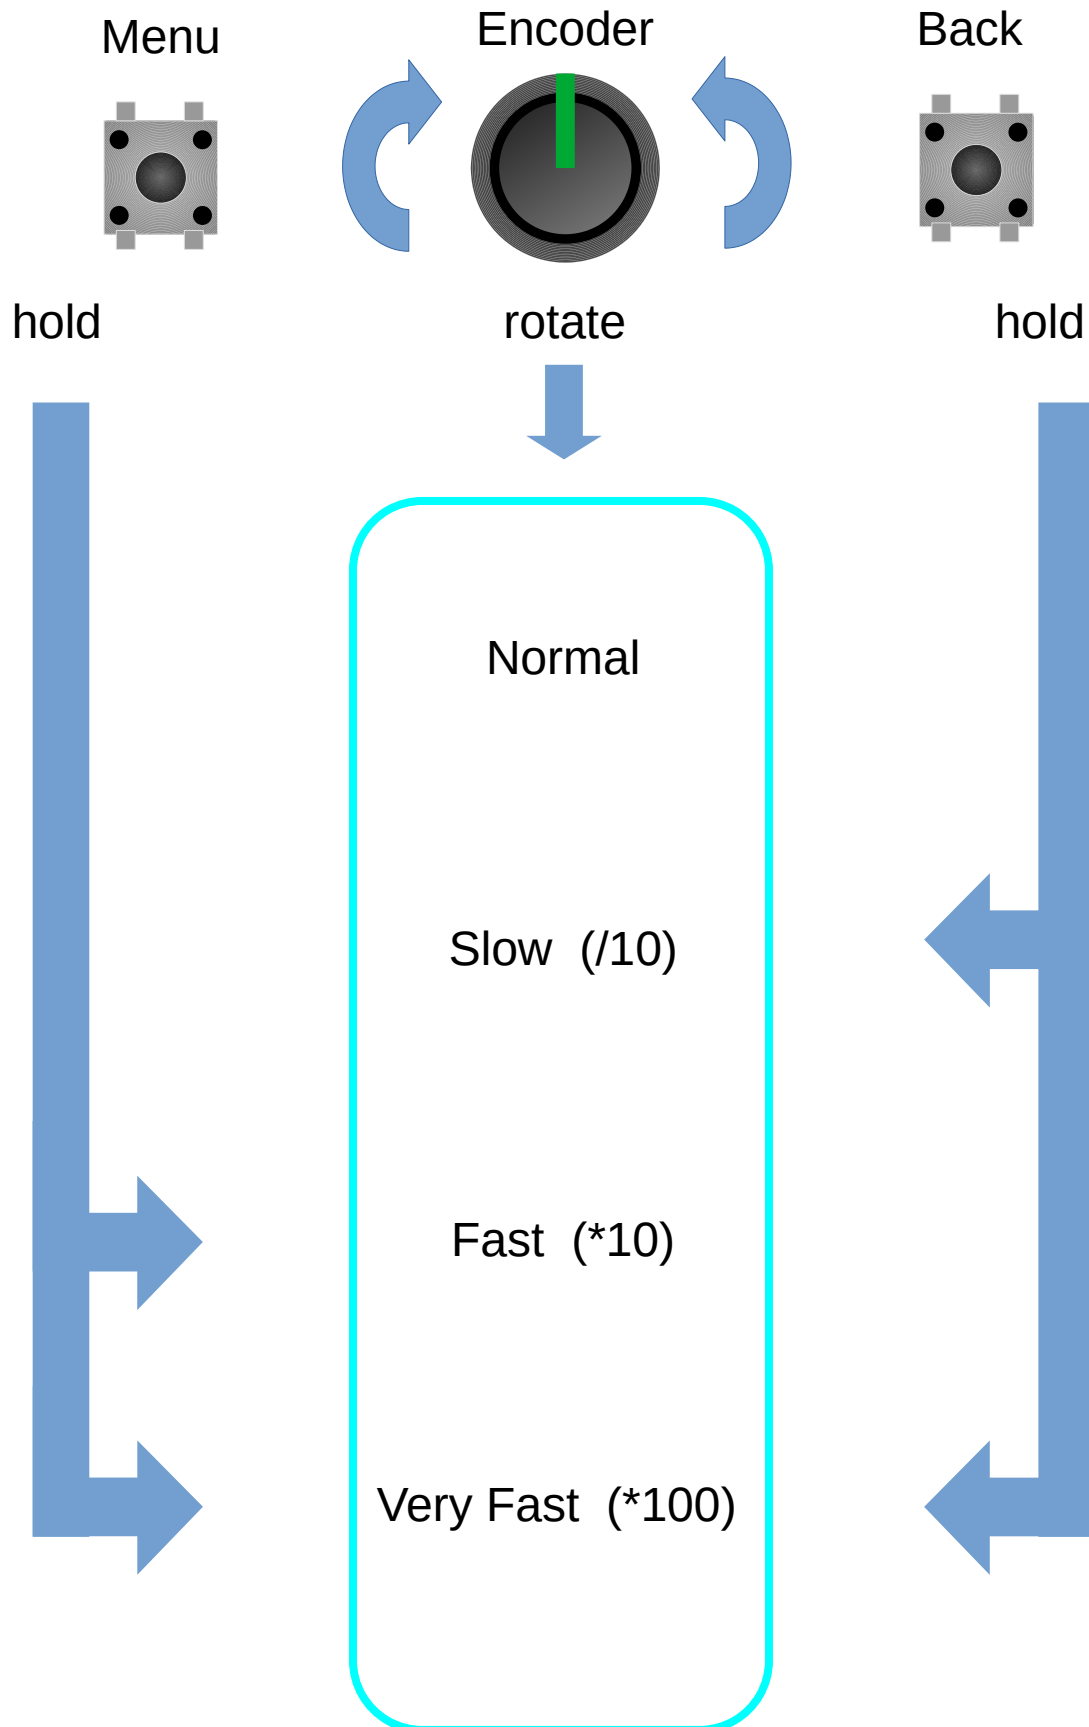 Menu
Encoder
Back
hold
rotate
hold
Normal
Slow  (/10)
Fast  (*10)
Very Fast  (*100)